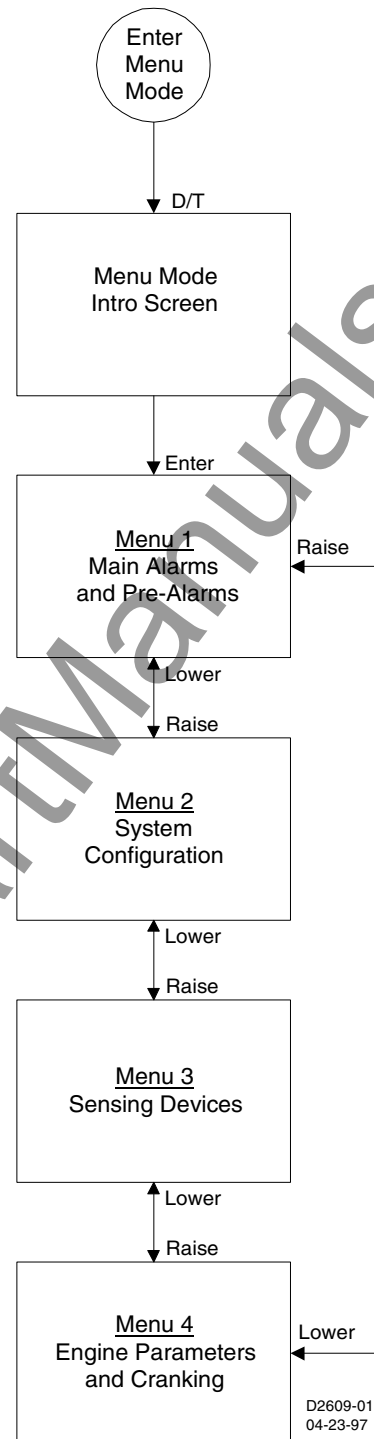 Enter
Menu
Mode
D/T
Menu Mode
Intro Screen
Enter
Menu 1
Main Alarms
and Pre-Alarms
Raise
Lower
Raise
Menu 2
System
Configuration
Lower
Raise
Menu 3
Sensing Devices
Lower
Raise
Menu 4
Engine Parameters
and Cranking
Lower
D2609-01
04-23-97